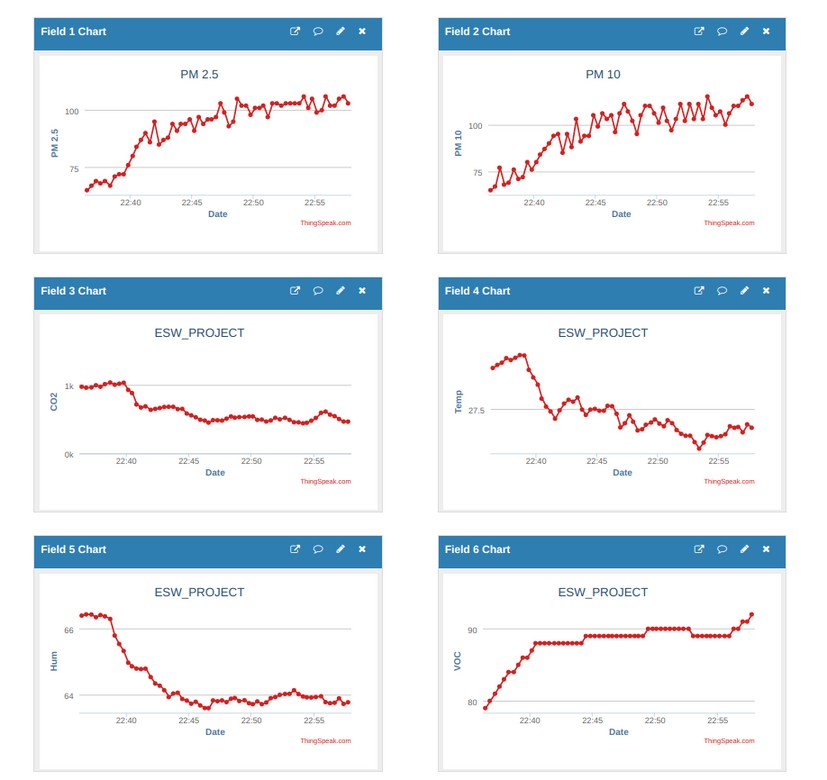 Field 1 Chart
PM 2.5
PM 2.5
100
75
22:40 22:45 22:50 22:55
Date
ThingSpeak.com
Field 2 Chart
PM 10
PM 10
100
75
22:40 22:45 22:50 22:55
Date
ThingSpeak.com
Field 3 Chart
ESW_PROJECT
CO2
1k
0k
22:40 22:45 22:50 22:55
Date
ThingSpeak.com
Field 4 Chart
ESW_PROJECT
Temp
27.5
22:40 22:45 22:50 22:55
Date
ThingSpeak.com
Field 5 Chart
ESW_PROJECT
Hum
66
64
22:40 22:45 22:50 22:55
Date
ThingSpeak.com
Field 6 Chart
ESW_PROJECT
VOC
90
80
22:40 22:45 22:50 22:55
Date
ThingSpeak.com